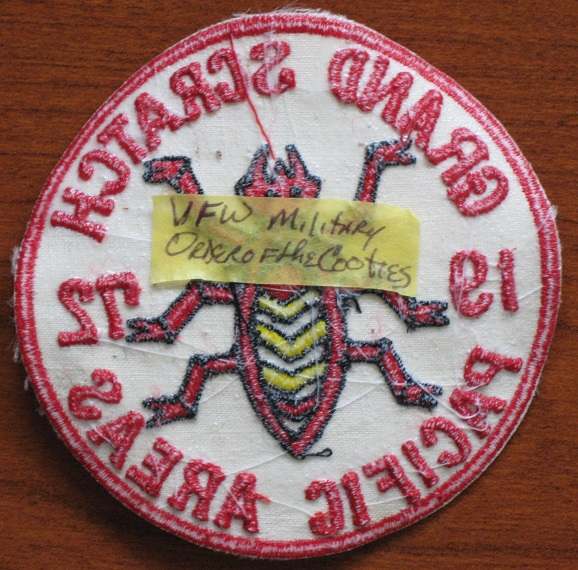 GRAND SCRATCH
19 72
PACIFIC AREAS
VFW Military
Order of the Cooties